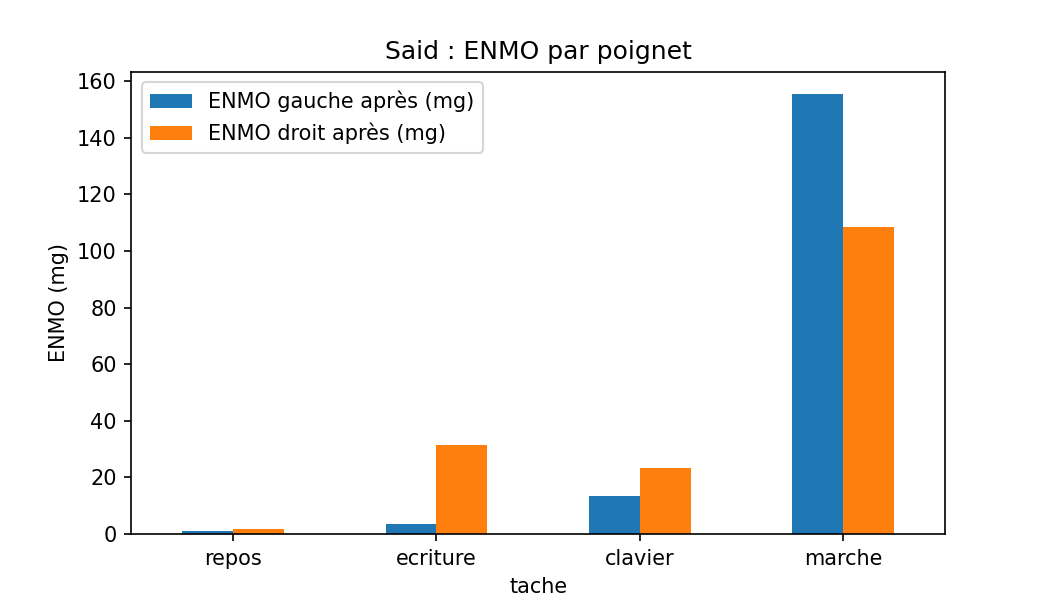 Said : ENMO par poignet
ENMO gauche après (mg)
ENMO droit après (mg)
ENMO (mg)
160
140
120
100
80
60
40
20
0
repos ecriture clavier marche
tache